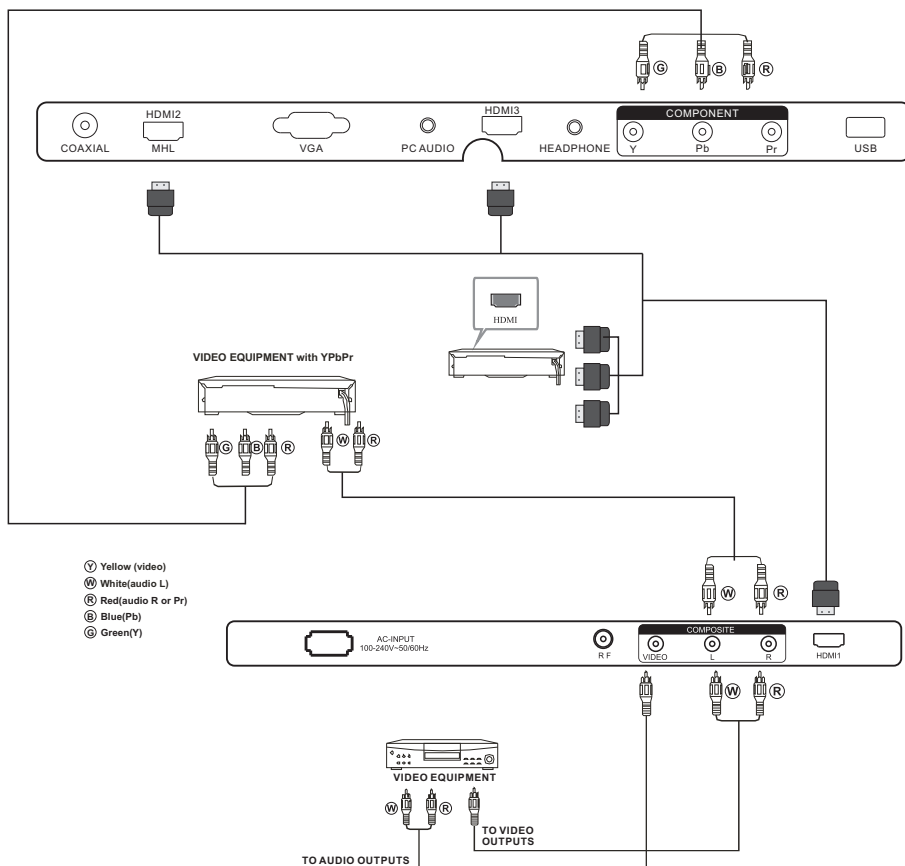 G B R
HDMI2 HDMI3 COMPONENT
COAXIAL MHL VGA PC AUDIO HEADPHONE Y Pb Pr USB
HDMI
VIDEO EQUIPMENT with YPbPr
G B R W R
Y Yellow (video)
W White(audio L)
R Red(audio R or Pr)
B Blue(Pb)
G Green(Y)
W R
AC-INPUT
100-240V~50/60Hz
R F
COMPOSITE
VIDEO L R
HDMI1
W R
VIDEO EQUIPMENT
W R
TO VIDEO
OUTPUTS
TO AUDIO OUTPUTS